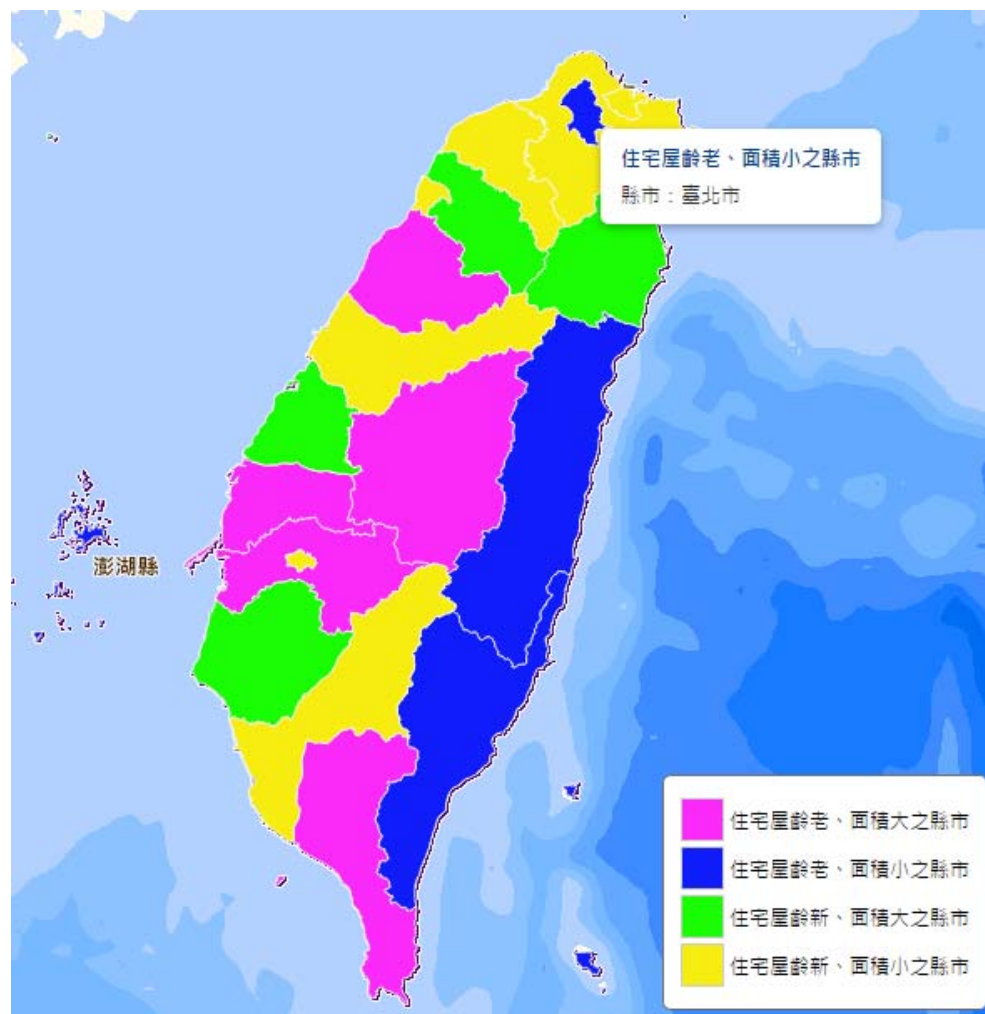 住宅屋齡老、面積小之縣市
縣市：臺北市
澎湖縣
住宅屋齡老、面積大之縣市
住宅屋齡老、面積小之縣市
住宅屋齡新、面積大之縣市
住宅屋齡新、面積小之縣市